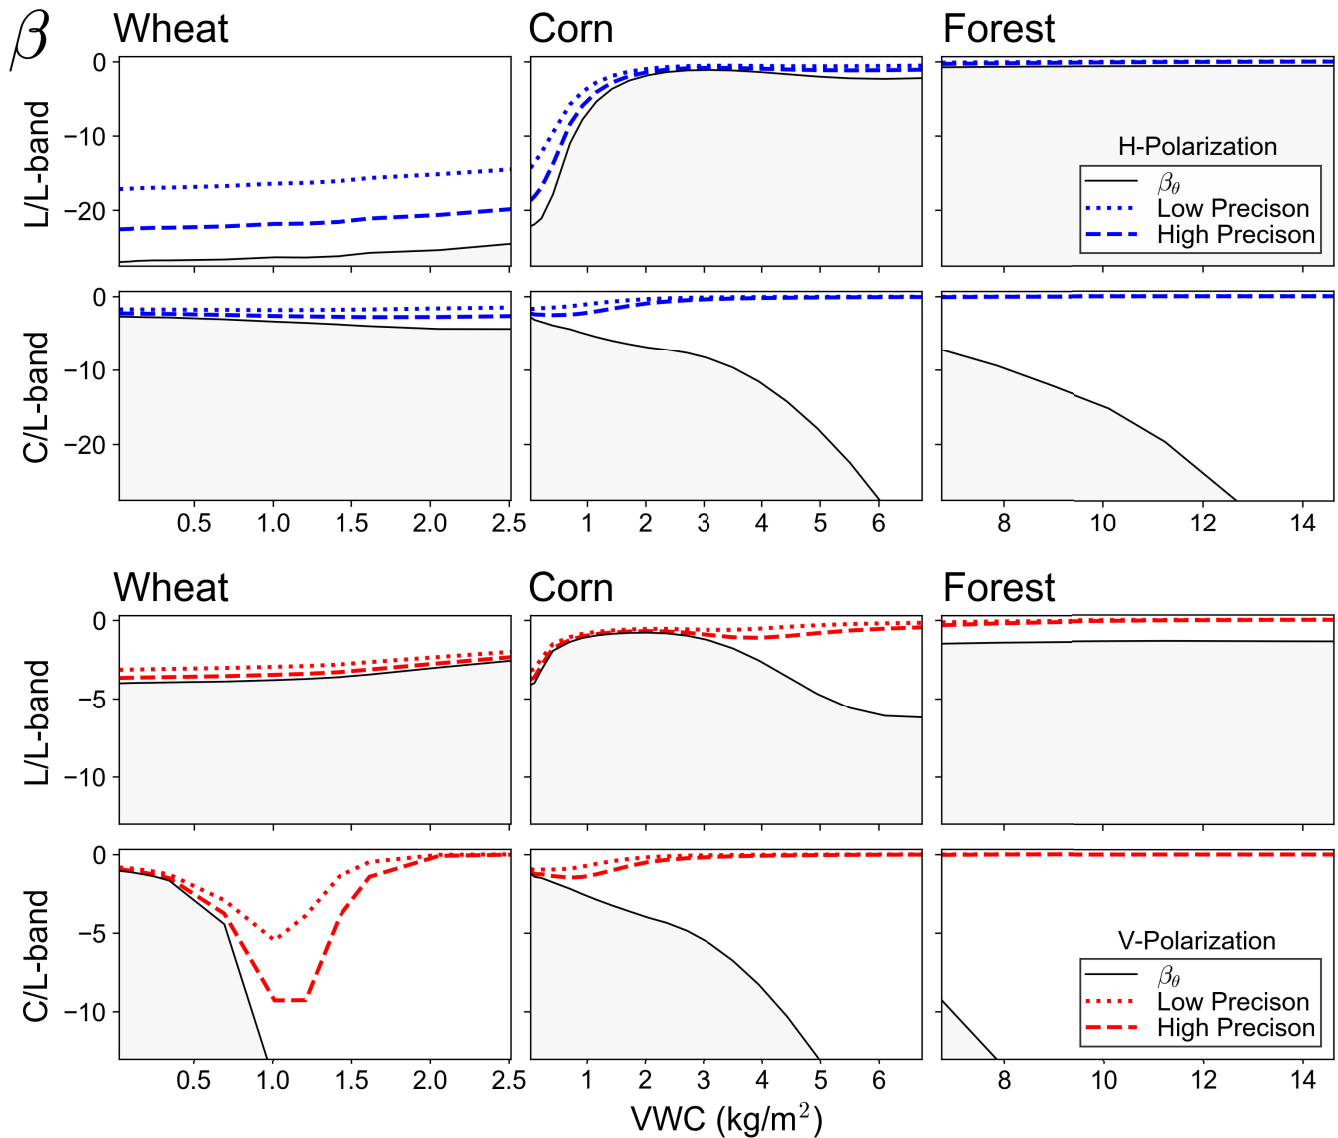 β
Wheat Corn Forest
L/L-band
0
−10
−20
H-Polarization
βθ
Low Precison
High Precison
C/L-band
0
−10
−20
0.5 1.0 1.5 2.0 2.5
1 2 3 4 5 6
8 10 12 14
Wheat Corn Forest
L/L-band
0
−5
−10
C/L-band
0
−5
−10
V-Polarization
βθ
Low Precison
High Precison
0.5 1.0 1.5 2.0 2.5
1 2 3 4 5 6
8 10 12 14
VWC (kg/m²)